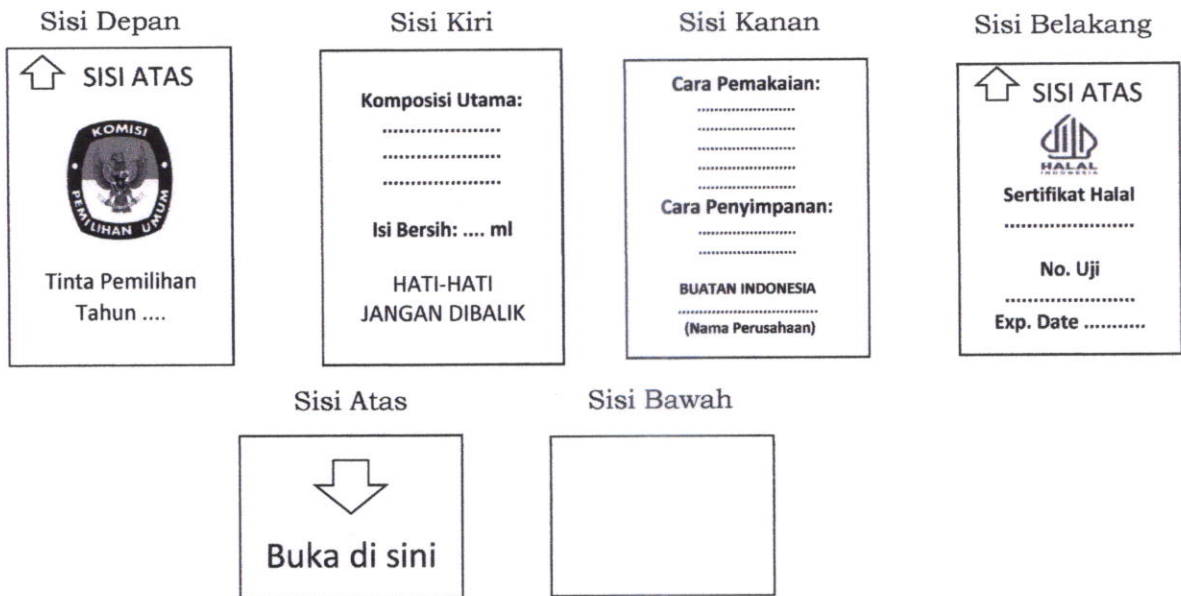 Sisi Depan
SISI ATAS
KOMISI
PEMILIHAN UMUM
Tinta Pemilihan
Tahun ....
Sisi Kiri
Komposisi Utama:
......................
......................
......................
Isi Bersih: .... ml
HATI-HATI
JANGAN DIBALIK
Sisi Kanan
Cara Pemakaian:
........................
........................
........................
........................
........................
Cara Penyimpanan:
........................
........................
BUATAN INDONESIA
..................................
(Nama Perusahaan)
Sisi Belakang
SISI ATAS
HALAL
INDONESIA
Sertifikat Halal
........................
No. Uji
........................
Exp. Date ...........
Sisi Atas
Buka di sini
Sisi Bawah